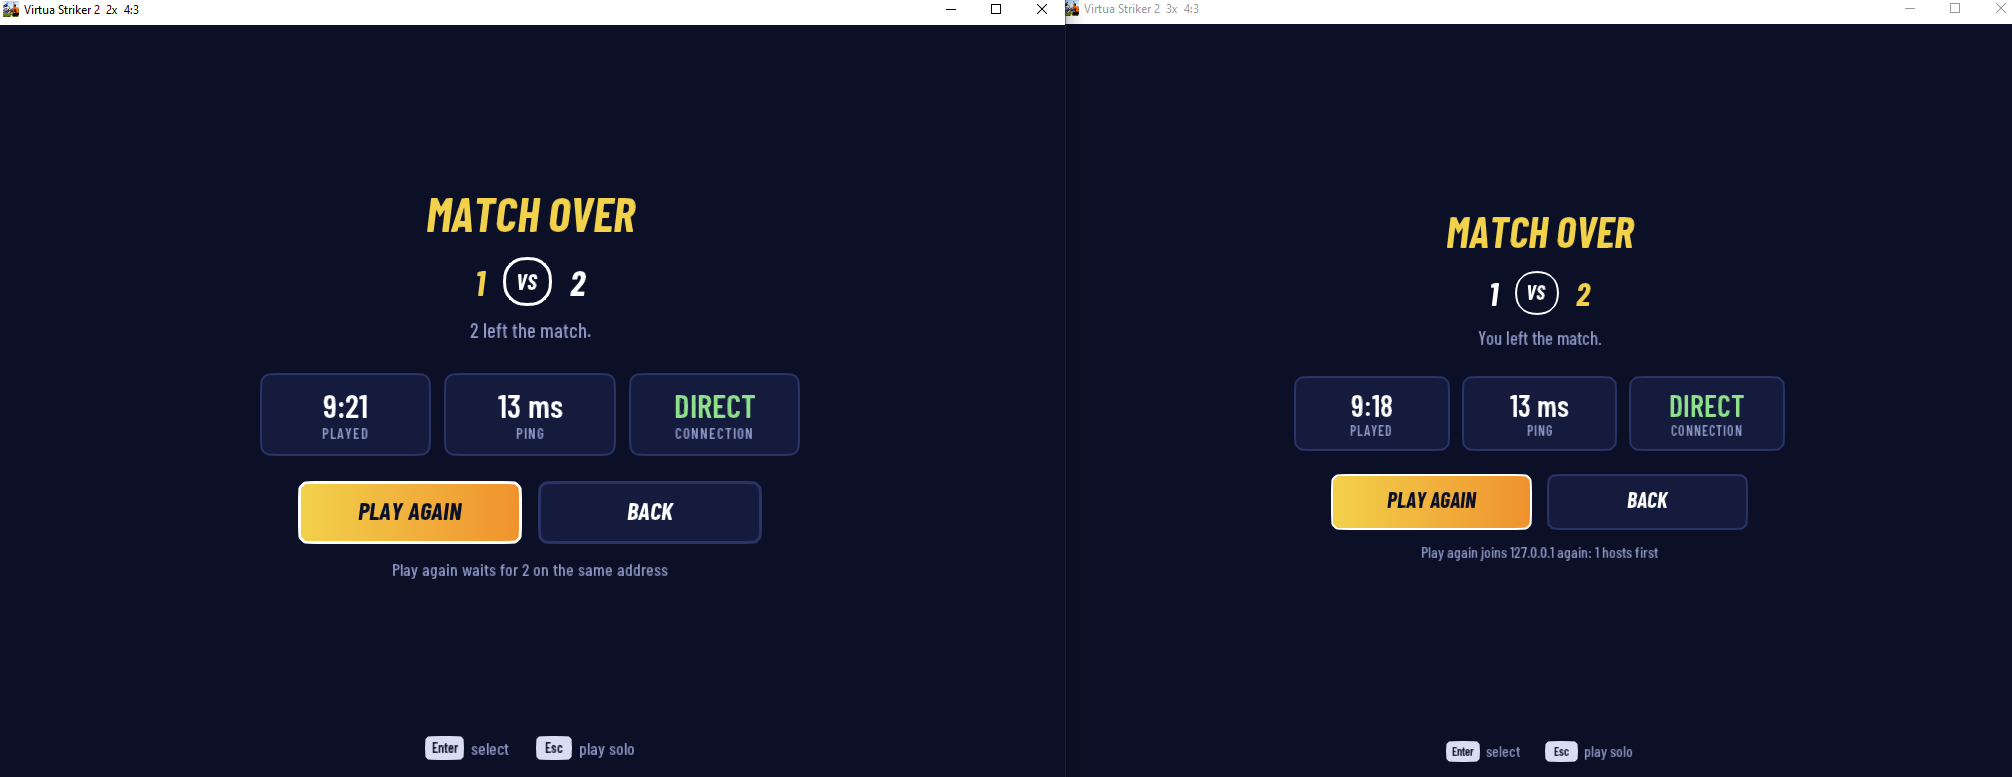 Virtua Striker 2 2x 4:3
MATCH OVER
1 VS 2
2 left the match.
9:21 13 ms DIRECT
PLAYED PING CONNECTION
PLAY AGAIN BACK
Play again waits for 2 on the same address
Enter select Esc play solo
Virtua Striker 2 3x 4:3
MATCH OVER
1 VS 2
You left the match.
9:18 13 ms DIRECT
PLAYED PING CONNECTION
PLAY AGAIN BACK
Play again joins 127.0.0.1 again: 1 hosts first
Enter select Esc play solo